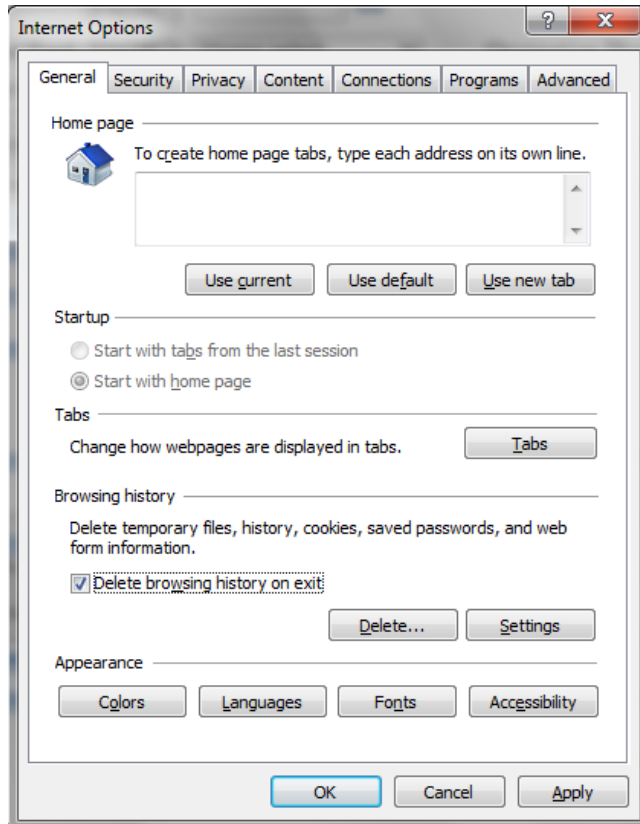 Internet Options
?
X
General Security Privacy Content Connections Programs Advanced
Home page
To create home page tabs, type each address on its own line.
Use current Use default Use new tab
Startup
Start with tabs from the last session
Start with home page
Tabs
Change how webpages are displayed in tabs. Tabs
Browsing history
Delete temporary files, history, cookies, saved passwords, and web
form information.
Delete browsing history on exit
Delete... Settings
Appearance
Colors Languages Fonts Accessibility
OK Cancel Apply